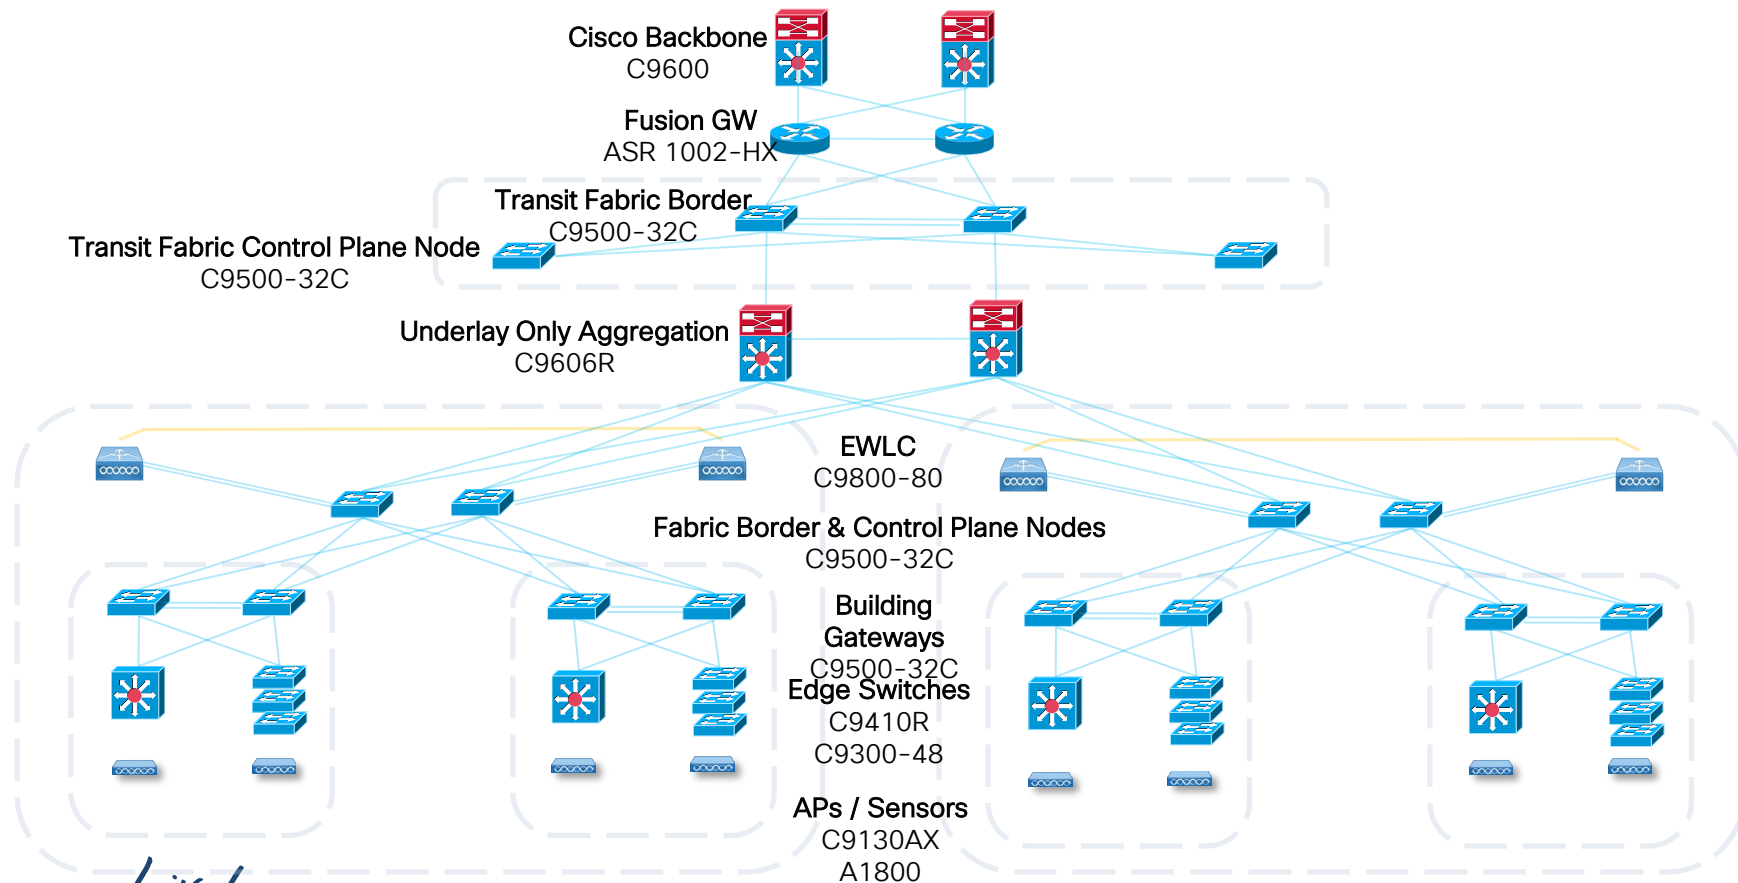 Cisco Backbone
C9600
Fusion GW
ASR 1002-HX
Transit Fabric Border
C9500-32C
Transit Fabric Control Plane Node
C9500-32C
Underlay Only Aggregation
C9606R
EWLC
C9800-80
Fabric Border & Control Plane Nodes
C9500-32C
Building
Gateways
C9500-32C
Edge Switches
C9410R
C9300-48
APs / Sensors
C9130AX
A1800